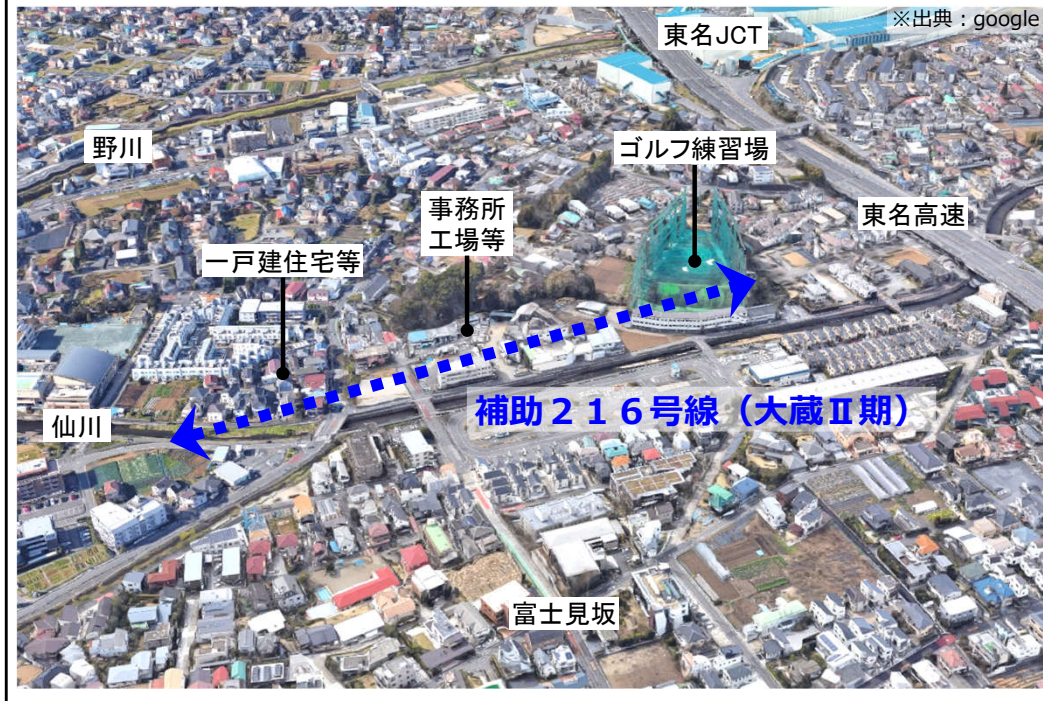 ※出典：google
東名JCT
野川
ゴルフ練習場
事務所
工場等
東名高速
一戸建住宅等
補助２１６号線（大蔵Ⅱ期）
仙川
富士見坂